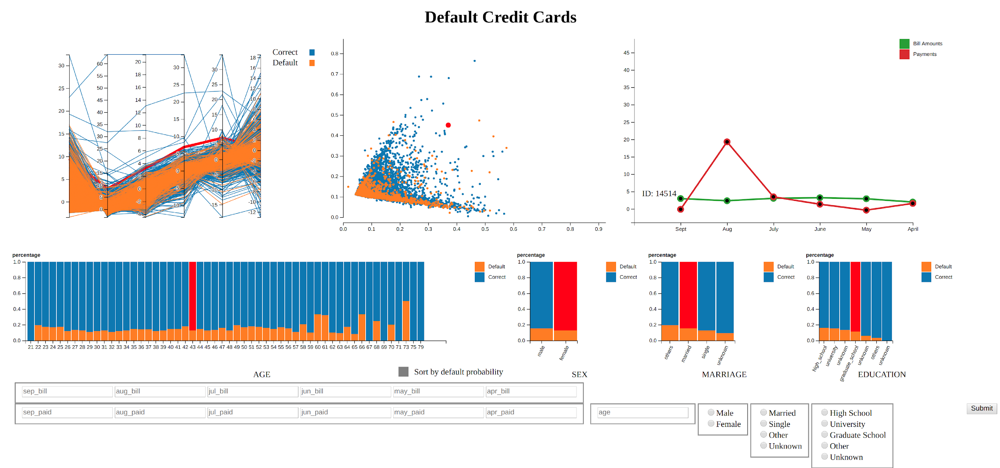 Default Credit Cards
Correct
Default
30
25
20
15
10
5
0
60
55
50
45
40
35
30
25
20
15
10
5
0
20
18
16
14
12
10
8
6
4
2
0
-2
-4
30
25
20
15
10
5
0
-5
-10
30
25
20
15
10
5
0
-5
-10
-15
18
16
14
12
10
8
6
4
2
0
-2
-4
-6
-8
-10
-12
0.8
0.7
0.6
0.5
0.4
0.3
0.2
0.1
0.0
0.0 0.1 0.2 0.3 0.4 0.5 0.6 0.7 0.8 0.9
Bill Amounts
Payments
45
40
35
30
25
20
15
10
5
0
ID: 14514
Sept Aug July June May April
percentage
1.0
0.8
0.6
0.4
0.2
0.0
21 22 23 24 25 26 27 28 29 30 31 32 33 34 35 36 37 38 39 40 41 42 43 44 45 46 47 48 49 50 51 52 53 54 55 56 57 58 59 60 61 62 63 64 65 66 67 68 69 70 71 73 75 79
Default
Correct
AGE
Sort by default probability
percentage
1.0
0.8
0.6
0.4
0.2
0.0
male female
Default
Correct
SEX
percentage
1.0
0.8
0.6
0.4
0.2
0.0
others married single unknown
Default
Correct
MARRIAGE
percentage
1.0
0.8
0.6
0.4
0.2
0.0
high_school university unknown graduate_school unknown others unknown
Default
Correct
EDUCATION
sep_bill aug_bill jul_bill jun_bill may_bill apr_bill
sep_paid aug_paid jul_paid jun_paid may_paid apr_paid
age
Male
Female
Married
Single
Other
Unknown
High School
University
Graduate School
Other
Unknown
Submit